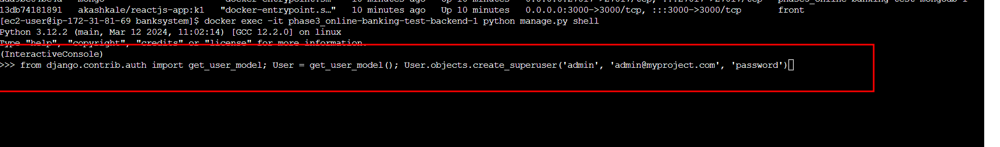 13db74181891   akashkale/reactjs-app:k1   "docker-entrypoint.s…"   10 minutes ago   Up 10 minutes   0.0.0.0:3000->3000/tcp, :::3000->3000/tcp       front
[ec2-user@ip-172-31-81-69 banksystem]$ docker exec -it phase3_online-banking-test-backend-1 python manage.py shell
Python 3.12.2 (main, Mar 12 2024, 11:02:14) [GCC 12.2.0] on linux
Type "help", "copyright", "credits" or "license" for more information.
(InteractiveConsole)
>>> from django.contrib.auth import get_user_model; User = get_user_model(); User.objects.create_superuser('admin', 'admin@myproject.com', 'password')